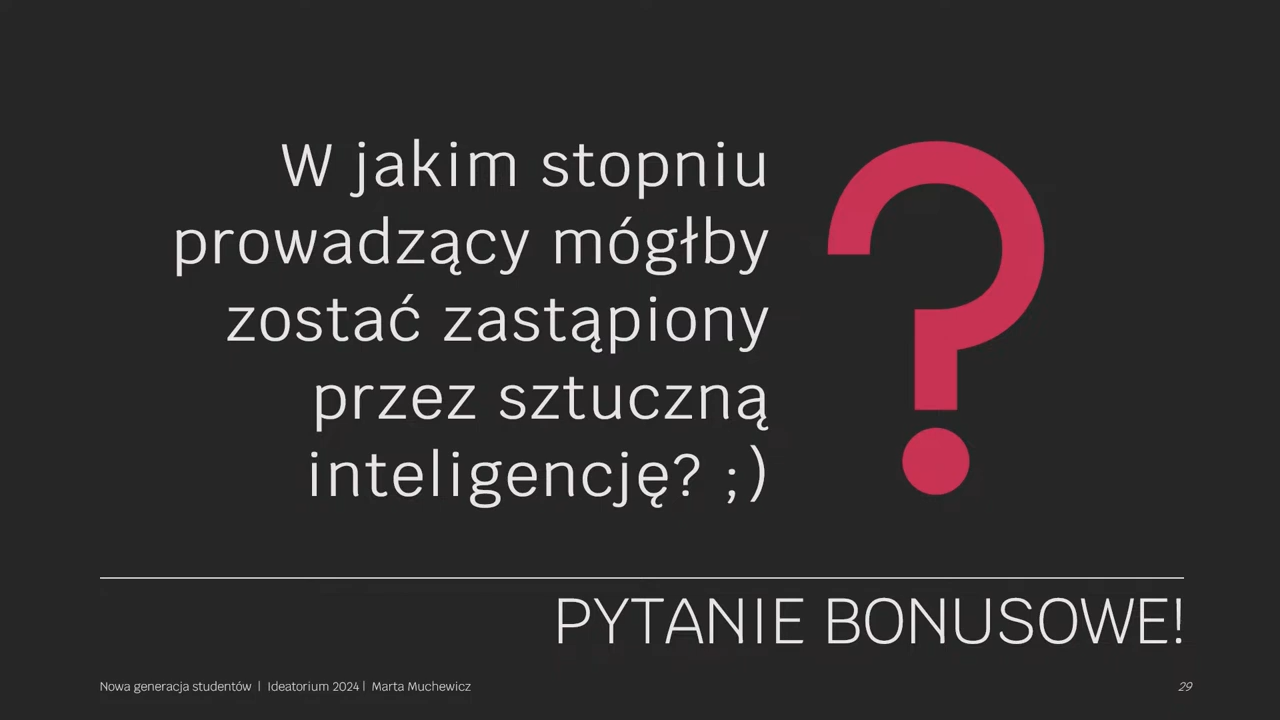 W jakim stopniu
prowadzący mógłby
zostać zastąpiony
przez sztuczną
inteligencję? ;)
?
PYTANIE BONUSOWE!
Nowa generacja studentów | Ideatorium 2024 | Marta Muchewicz
29